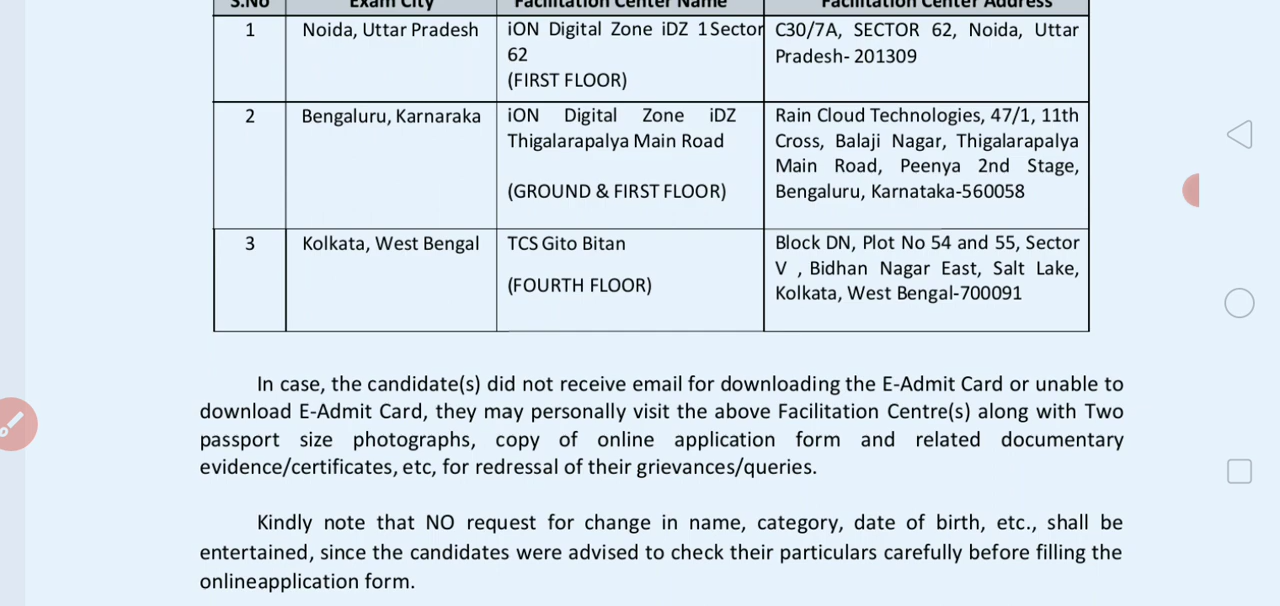 S.No Exam City Facilitation Center Name Facilitation Center Address
1 Noida, Uttar Pradesh iON Digital Zone iDZ 1Sector C30/7A, SECTOR 62, Noida, Uttar
62 Pradesh- 201309
(FIRST FLOOR)
2 Bengaluru, Karnaraka iON Digital Zone iDZ Rain Cloud Technologies, 47/1, 11th
Thigalarapalya Main Road Cross, Balaji Nagar, Thigalarapalya
Main Road, Peenya 2nd Stage,
(GROUND & FIRST FLOOR) Bengaluru, Karnataka-560058
3 Kolkata, West Bengal TCS Gito Bitan Block DN, Plot No 54 and 55, Sector
V , Bidhan Nagar East, Salt Lake,
(FOURTH FLOOR) Kolkata, West Bengal-700091
In case, the candidate(s) did not receive email for downloading the E-Admit Card or unable to
download E-Admit Card, they may personally visit the above Facilitation Centre(s) along with Two
passport size photographs, copy of online application form and related documentary
evidence/certificates, etc, for redressal of their grievances/queries.
Kindly note that NO request for change in name, category, date of birth, etc., shall be
entertained, since the candidates were advised to check their particulars carefully before filling the
onlineapplication form.